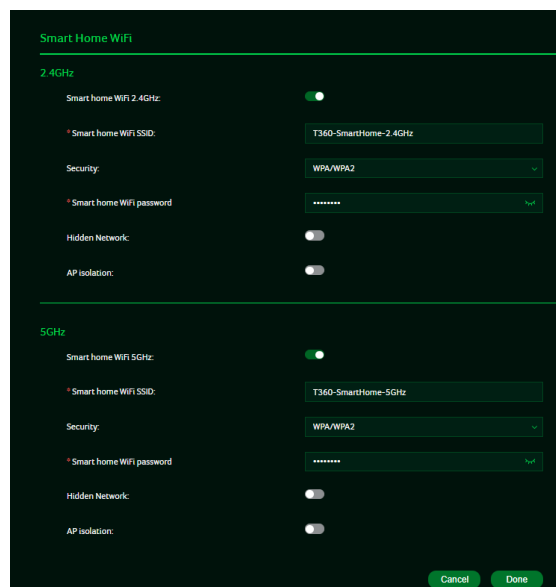 Smart Home WiFi
2.4GHz
Smart home WiFi 2.4GHz:
* Smart home WiFi SSID: T360-SmartHome-2.4GHz
Security: WPA/WPA2
* Smart home WiFi password ••••••••
Hidden Network:
AP isolation:
5GHz
Smart home WiFi 5GHz:
* Smart home WiFi SSID: T360-SmartHome-5GHz
Security: WPA/WPA2
* Smart home WiFi password ••••••••
Hidden Network:
AP isolation:
Cancel Done